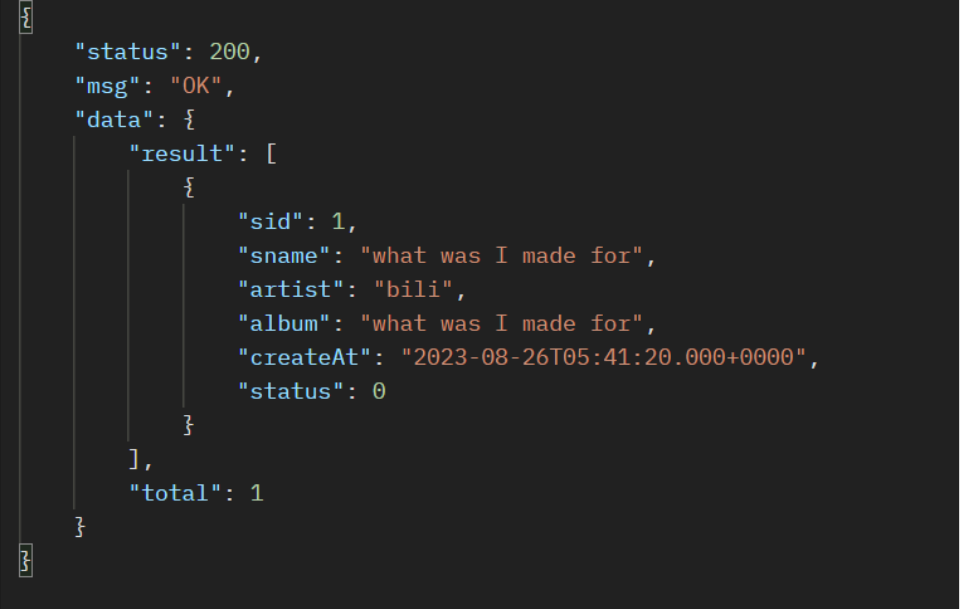 {
"status": 200,
"msg": "OK",
"data": {
"result": [
{
"sid": 1,
"sname": "what was I made for",
"artist": "bili",
"album": "what was I made for",
"createAt": "2023-08-26T05:41:20.000+0000",
"status": 0
}
],
"total": 1
}
}